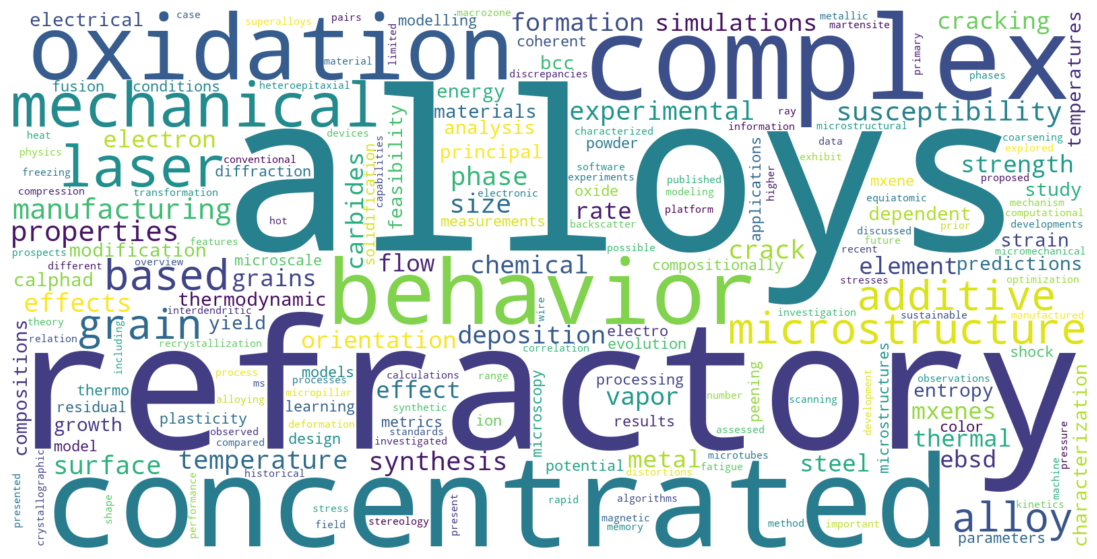 electrical
case
superalloys
pairs
macrozone
modelling
formation
simulations
metallic
martensite
cracking
oxidation
complex
limited
coherent
bcc
discrepancies
primary
phases
temperatures
material
fusion
conditions
heteroepitaxial
energy
mechanical
alloys
materials
experimental
ray
susceptibility
information
microstructural
data
coarsening
explored
heat
electron
analysis
characterized
powder
physics
laser
conventional
devices
principal
feasibility
software
applications
strength
freezing
diffraction
solidification
capabilities
experiments
published
higher
exhibit
proposed
compression
transformation
carbides
phase
electronic
oxide
modeling
mxene
study
manufacturing
hot
size
platform
equiatomic
mechanism
computational
measurements
rate
backscatter
dependent
developments
properties
modification
features
possible
crack
discussed
future
prior
strain
micromechanical
prospects
overview
microscale
flow
chemical
compositionally
recent
element
predictions
calphad
different
based
grains
behavior
stresses
optimization
effects
thermodynamic
wire
investigation
additive
sustainable
manufactured
interdendritic
theory
grain
yield
orientation
deposition
electro
microstructure
relation
including
recrystallization
correlation
evolution
shock
compositions
refractory
process
ms
models
calculations
range
processing
number
peening
development
microstructures
observations
thermo
processes
micropillar
effect
vapor
scanning
entropy
residual
alloying
learning
synthetic
ion
microscopy
metrics
results
mxenes
growth
plasticity
deformation
standards
color
pressure
observed
design
investigated
assessed
thermal
model
compared
characterization
surface
temperature
synthesis
microtubes
metal
steel
ebsd
historical
potential
distortions
fatigue
machine
concentrated
presented
crystallographic
shape
performance
stress
rapid
algorithms
kinetics
field
stereology
present
magnetic
memory
method
important
alloy
parameters